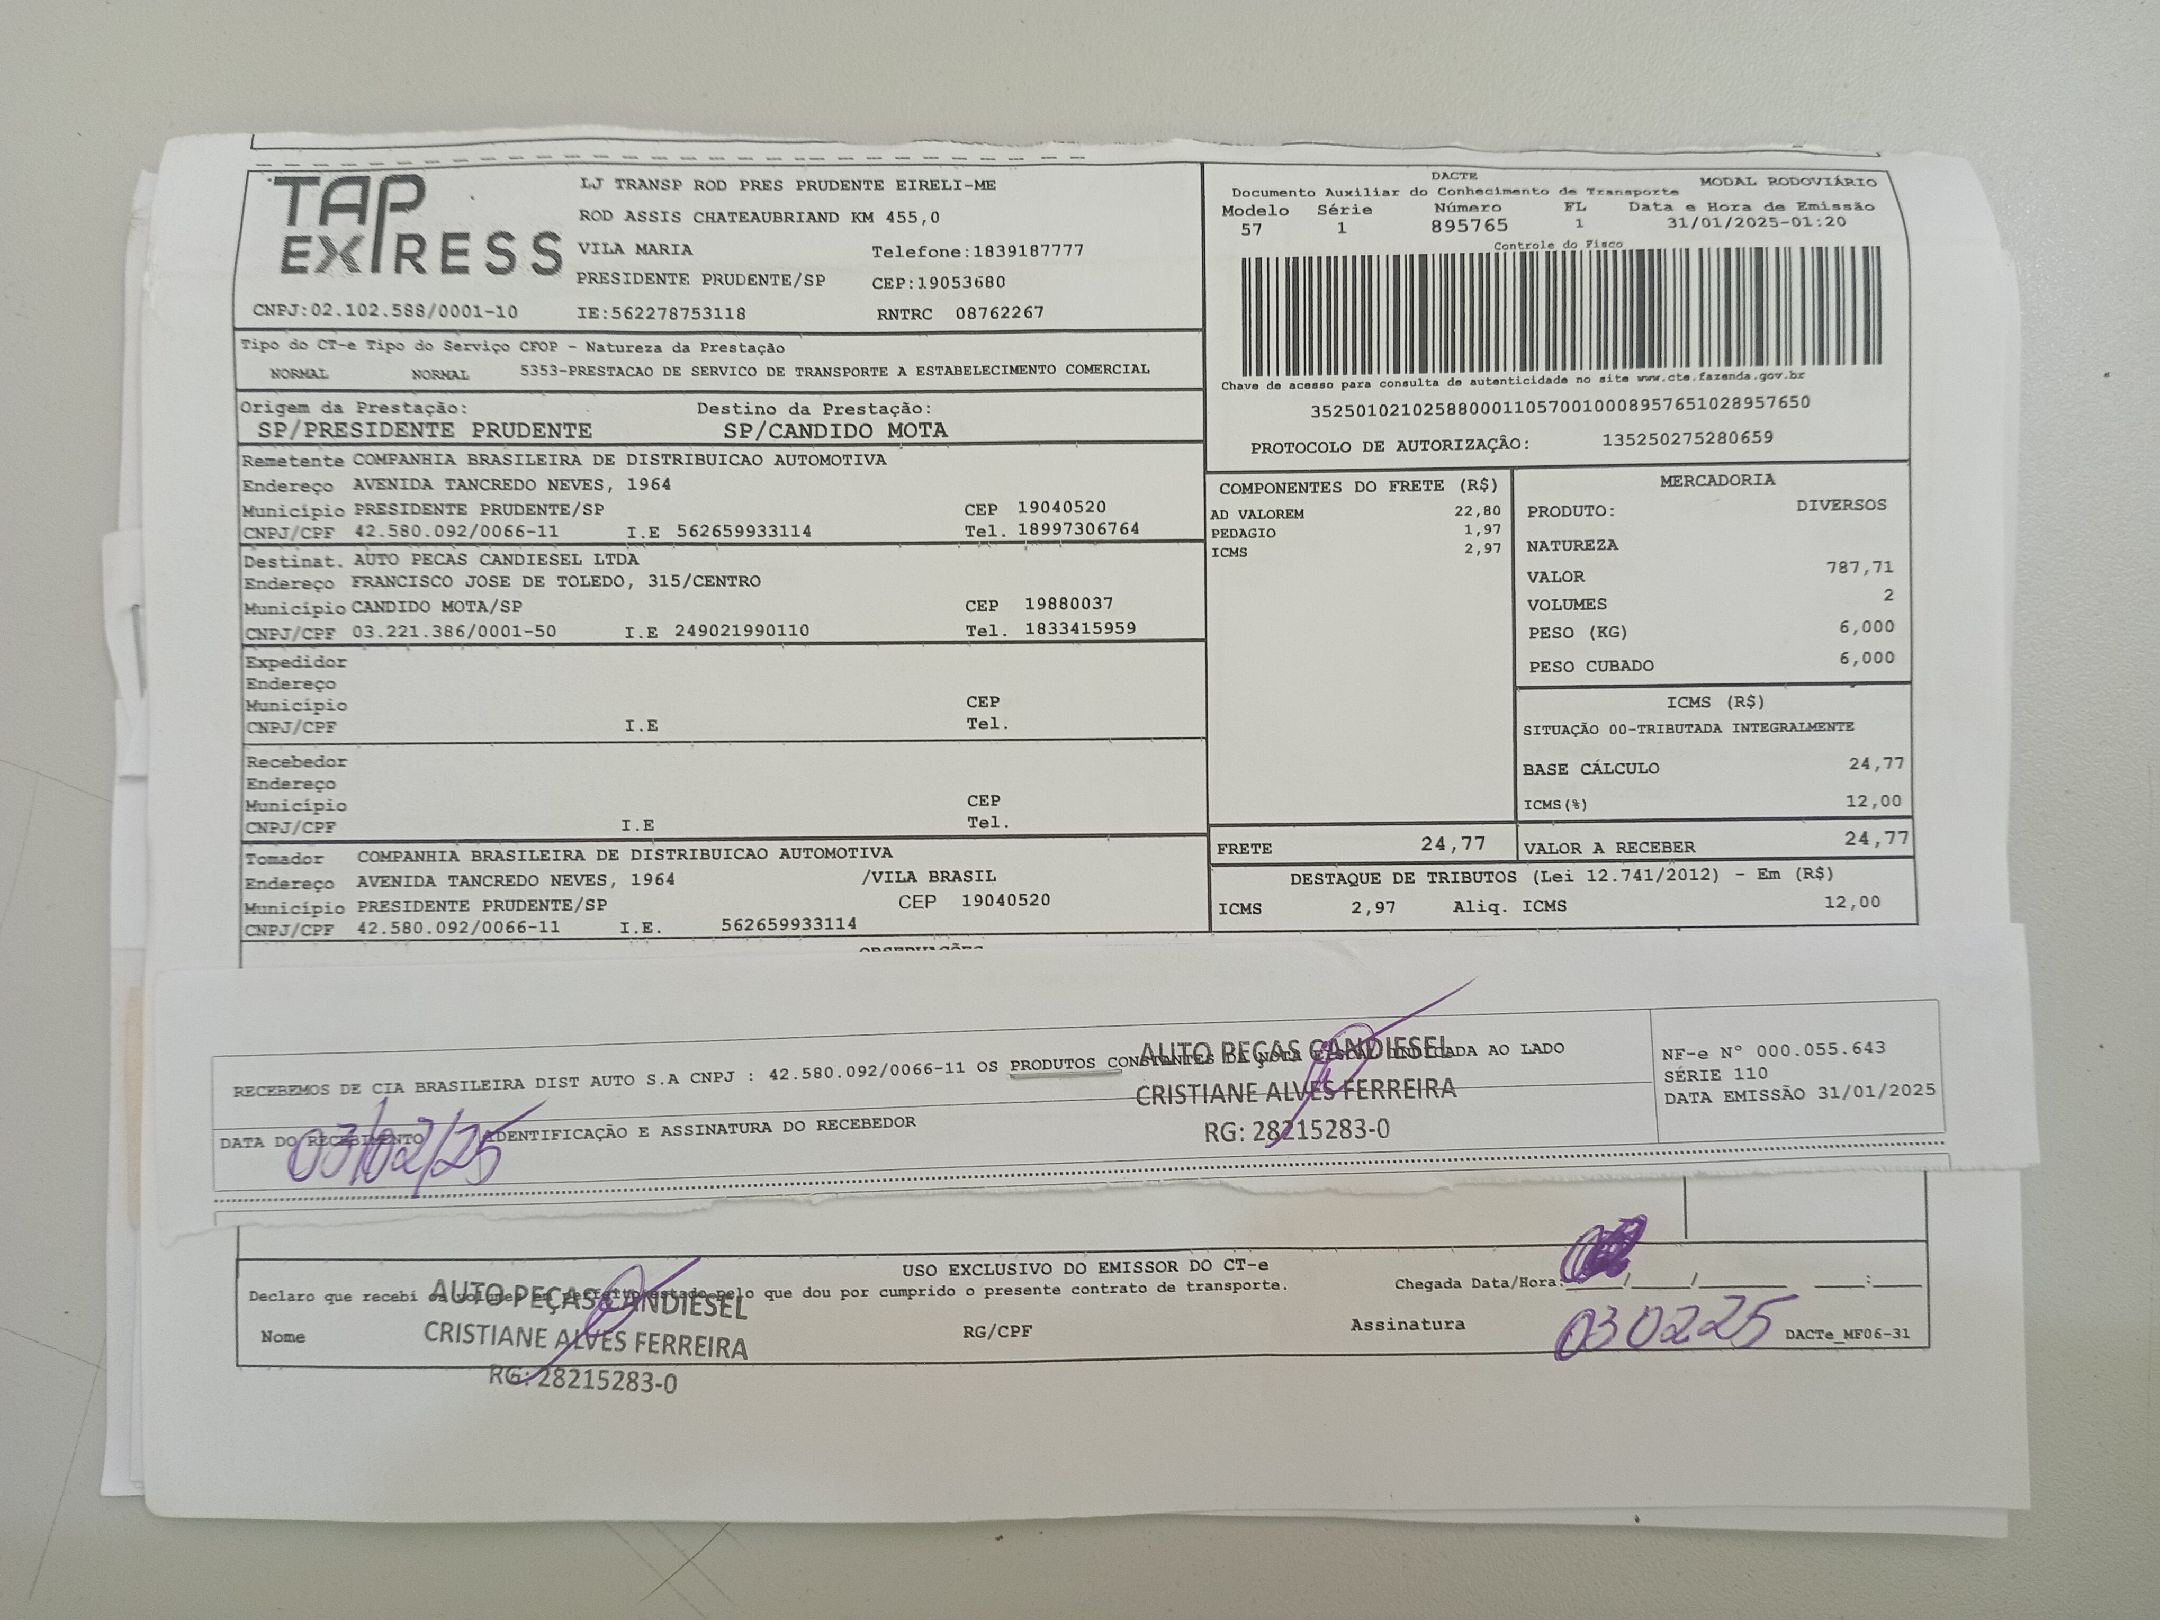 TAP EXPRESS
LJ TRANSP ROD PRES PRUDENTE EIRELI-ME
ROD ASSIS CHATEAUBRIAND KM 455,0
VILA MARIA Telefone:1839187777
PRESIDENTE PRUDENTE/SP CEP:19053680
CNPJ:02.102.588/0001-10 IE:562278753118 RNTRC 08762267
DACTE
Documento Auxiliar do Conhecimento de Transporte MODAL RODOVIÁRIO
Modelo Série Número FL Data e Hora de Emissão
57 1 895765 1 31/01/2025-01:20
Controle do Fisco
Chave de acesso para consulta de autenticidade no site www.cte.fazenda.gov.br
35250102102588000110570010008957651028957650
PROTOCOLO DE AUTORIZAÇÃO: 135250275280659
Tipo do CT-e Tipo do Serviço CFOP - Natureza da Prestação
NORMAL NORMAL 5353-PRESTACAO DE SERVICO DE TRANSPORTE A ESTABELECIMENTO COMERCIAL
Origem da Prestação: Destino da Prestação:
SP/PRESIDENTE PRUDENTE SP/CANDIDO MOTA
Remetente COMPANHIA BRASILEIRA DE DISTRIBUICAO AUTOMOTIVA
Endereço AVENIDA TANCREDO NEVES, 1964
Município PRESIDENTE PRUDENTE/SP CEP 19040520
CNPJ/CPF 42.580.092/0066-11 I.E 562659933114 Tel. 18997306764
Destinat. AUTO PECAS CANDIESEL LTDA
Endereço FRANCISCO JOSE DE TOLEDO, 315/CENTRO
Município CANDIDO MOTA/SP CEP 19880037
CNPJ/CPF 03.221.386/0001-50 I.E 249021990110 Tel. 1833415959
Expedidor
Endereço
Município CEP
CNPJ/CPF I.E Tel.
Recebedor
Endereço
Município CEP
CNPJ/CPF I.E Tel.
Tomador COMPANHIA BRASILEIRA DE DISTRIBUICAO AUTOMOTIVA
Endereço AVENIDA TANCREDO NEVES, 1964 /VILA BRASIL
Município PRESIDENTE PRUDENTE/SP CEP 19040520
CNPJ/CPF 42.580.092/0066-11 I.E. 562659933114
COMPONENTES DO FRETE (R$)
AD VALOREM 22,80
PEDAGIO 1,97
ICMS 2,97
MERCADORIA
PRODUTO: DIVERSOS
NATUREZA
VALOR 787,71
VOLUMES 2
PESO (KG) 6,000
PESO CUBADO 6,000
ICMS (R$)
SITUAÇÃO 00-TRIBUTADA INTEGRALMENTE
BASE CÁLCULO 24,77
ICMS(%) 12,00
FRETE 24,77 VALOR A RECEBER 24,77
DESTAQUE DE TRIBUTOS (Lei 12.741/2012) - Em (R$)
ICMS 2,97 Aliq. ICMS 12,00
RECEBEMOS DE CIA BRASILEIRA DIST AUTO S.A CNPJ : 42.580.092/0066-11 OS PRODUTOS CONSTANTES DA NOTA FISCAL INDICADA AO LADO
AUTO PEÇAS CANDIESEL
CRISTIANE ALVES FERREIRA
RG: 28215283-0
NF-e Nº 000.055.643
SÉRIE 110
DATA EMISSÃO 31/01/2025
DATA DO RECEBIMENTO IDENTIFICAÇÃO E ASSINATURA DO RECEBEDOR
03/02/25
USO EXCLUSIVO DO EMISSOR DO CT-e
Declaro que recebi os volumes em perfeito estado pelo que dou por cumprido o presente contrato de transporte. Chegada Data/Hora: / / :
Nome RG/CPF Assinatura 03 02 25 DACTe_MF06-31
AUTO PEÇAS CANDIESEL
CRISTIANE ALVES FERREIRA
RG: 28215283-0